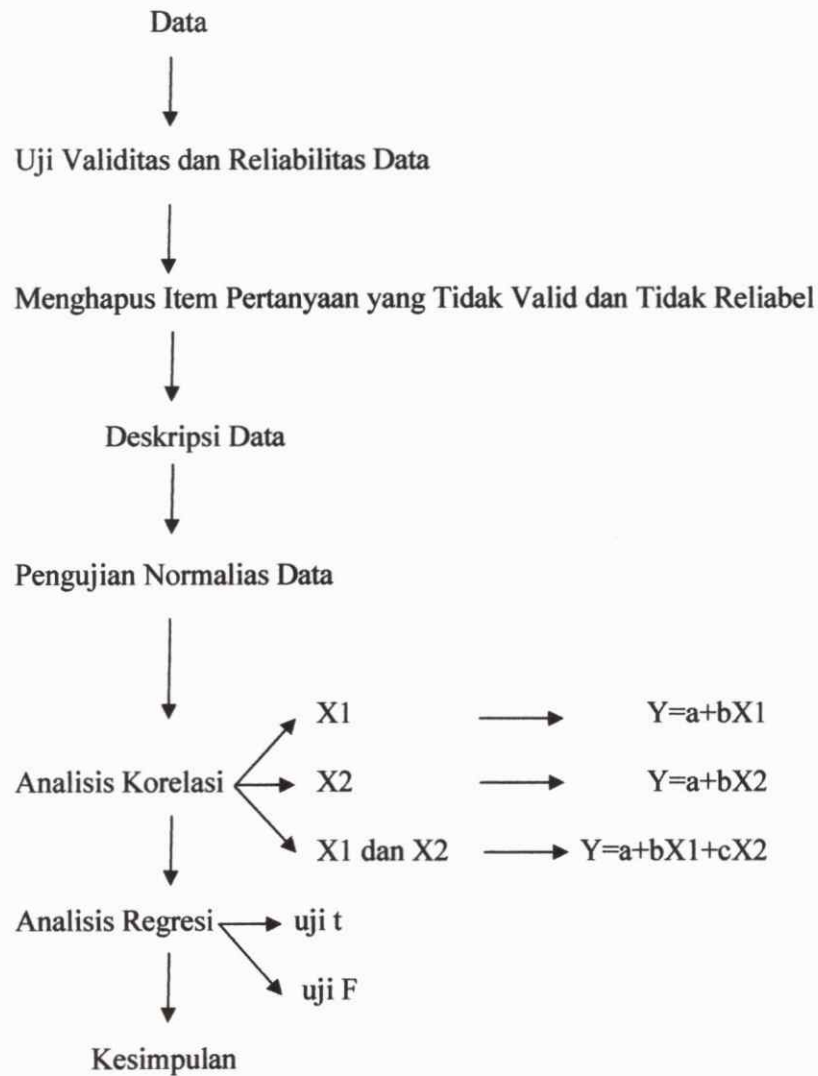 Data
Uji Validitas dan Reliabilitas Data
Menghapus Item Pertanyaan yang Tidak Valid dan Tidak Reliabel
Deskripsi Data
Pengujian Normalias Data
X1 Y=a+bX1
Analisis Korelasi X2 Y=a+bX2
X1 dan X2 Y=a+bX1+cX2
Analisis Regresi uji t
uji F
Kesimpulan